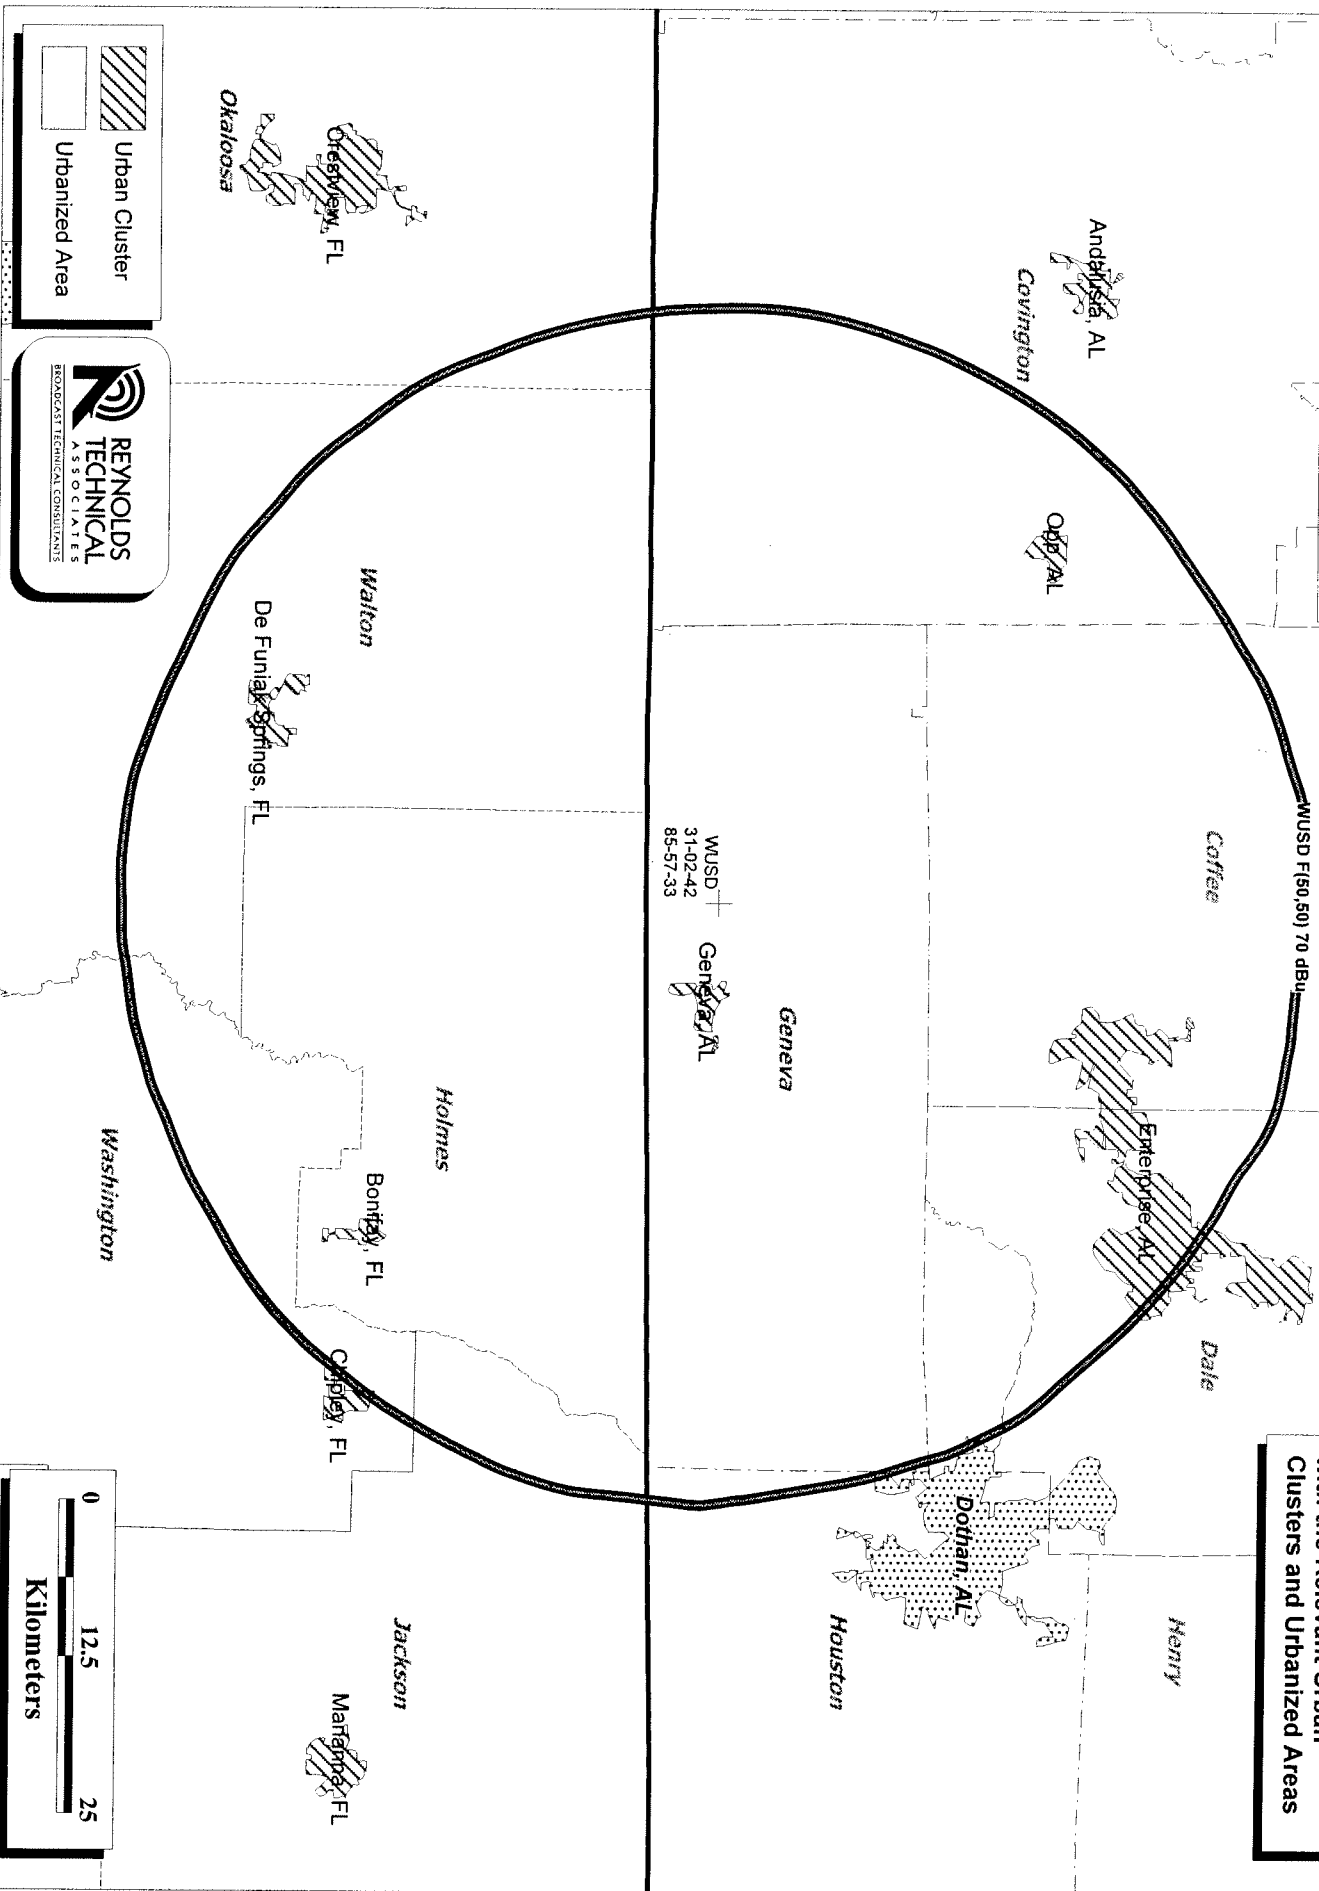 WUSD F(50,50) 70 dBu
Clusters and Urbanized Areas
Andalusia, AL
Covington
Opp, AL
Coffee
Enterprise, AL
Dale
Henry
Geneva
Dothan, AL
Houston
WUSD
31-02-42
85-57-33
Geneva, AL
Okaloosa
Crestview, FL
Walton
De Funiak Springs, FL
Holmes
Bonifay, FL
Washington
Chipley, FL
Jackson
Marianna, FL
Urban Cluster
Urbanized Area
REYNOLDS
TECHNICAL
ASSOCIATES
BROADCAST TECHNICAL CONSULTANTS
0 12.5 25
Kilometers